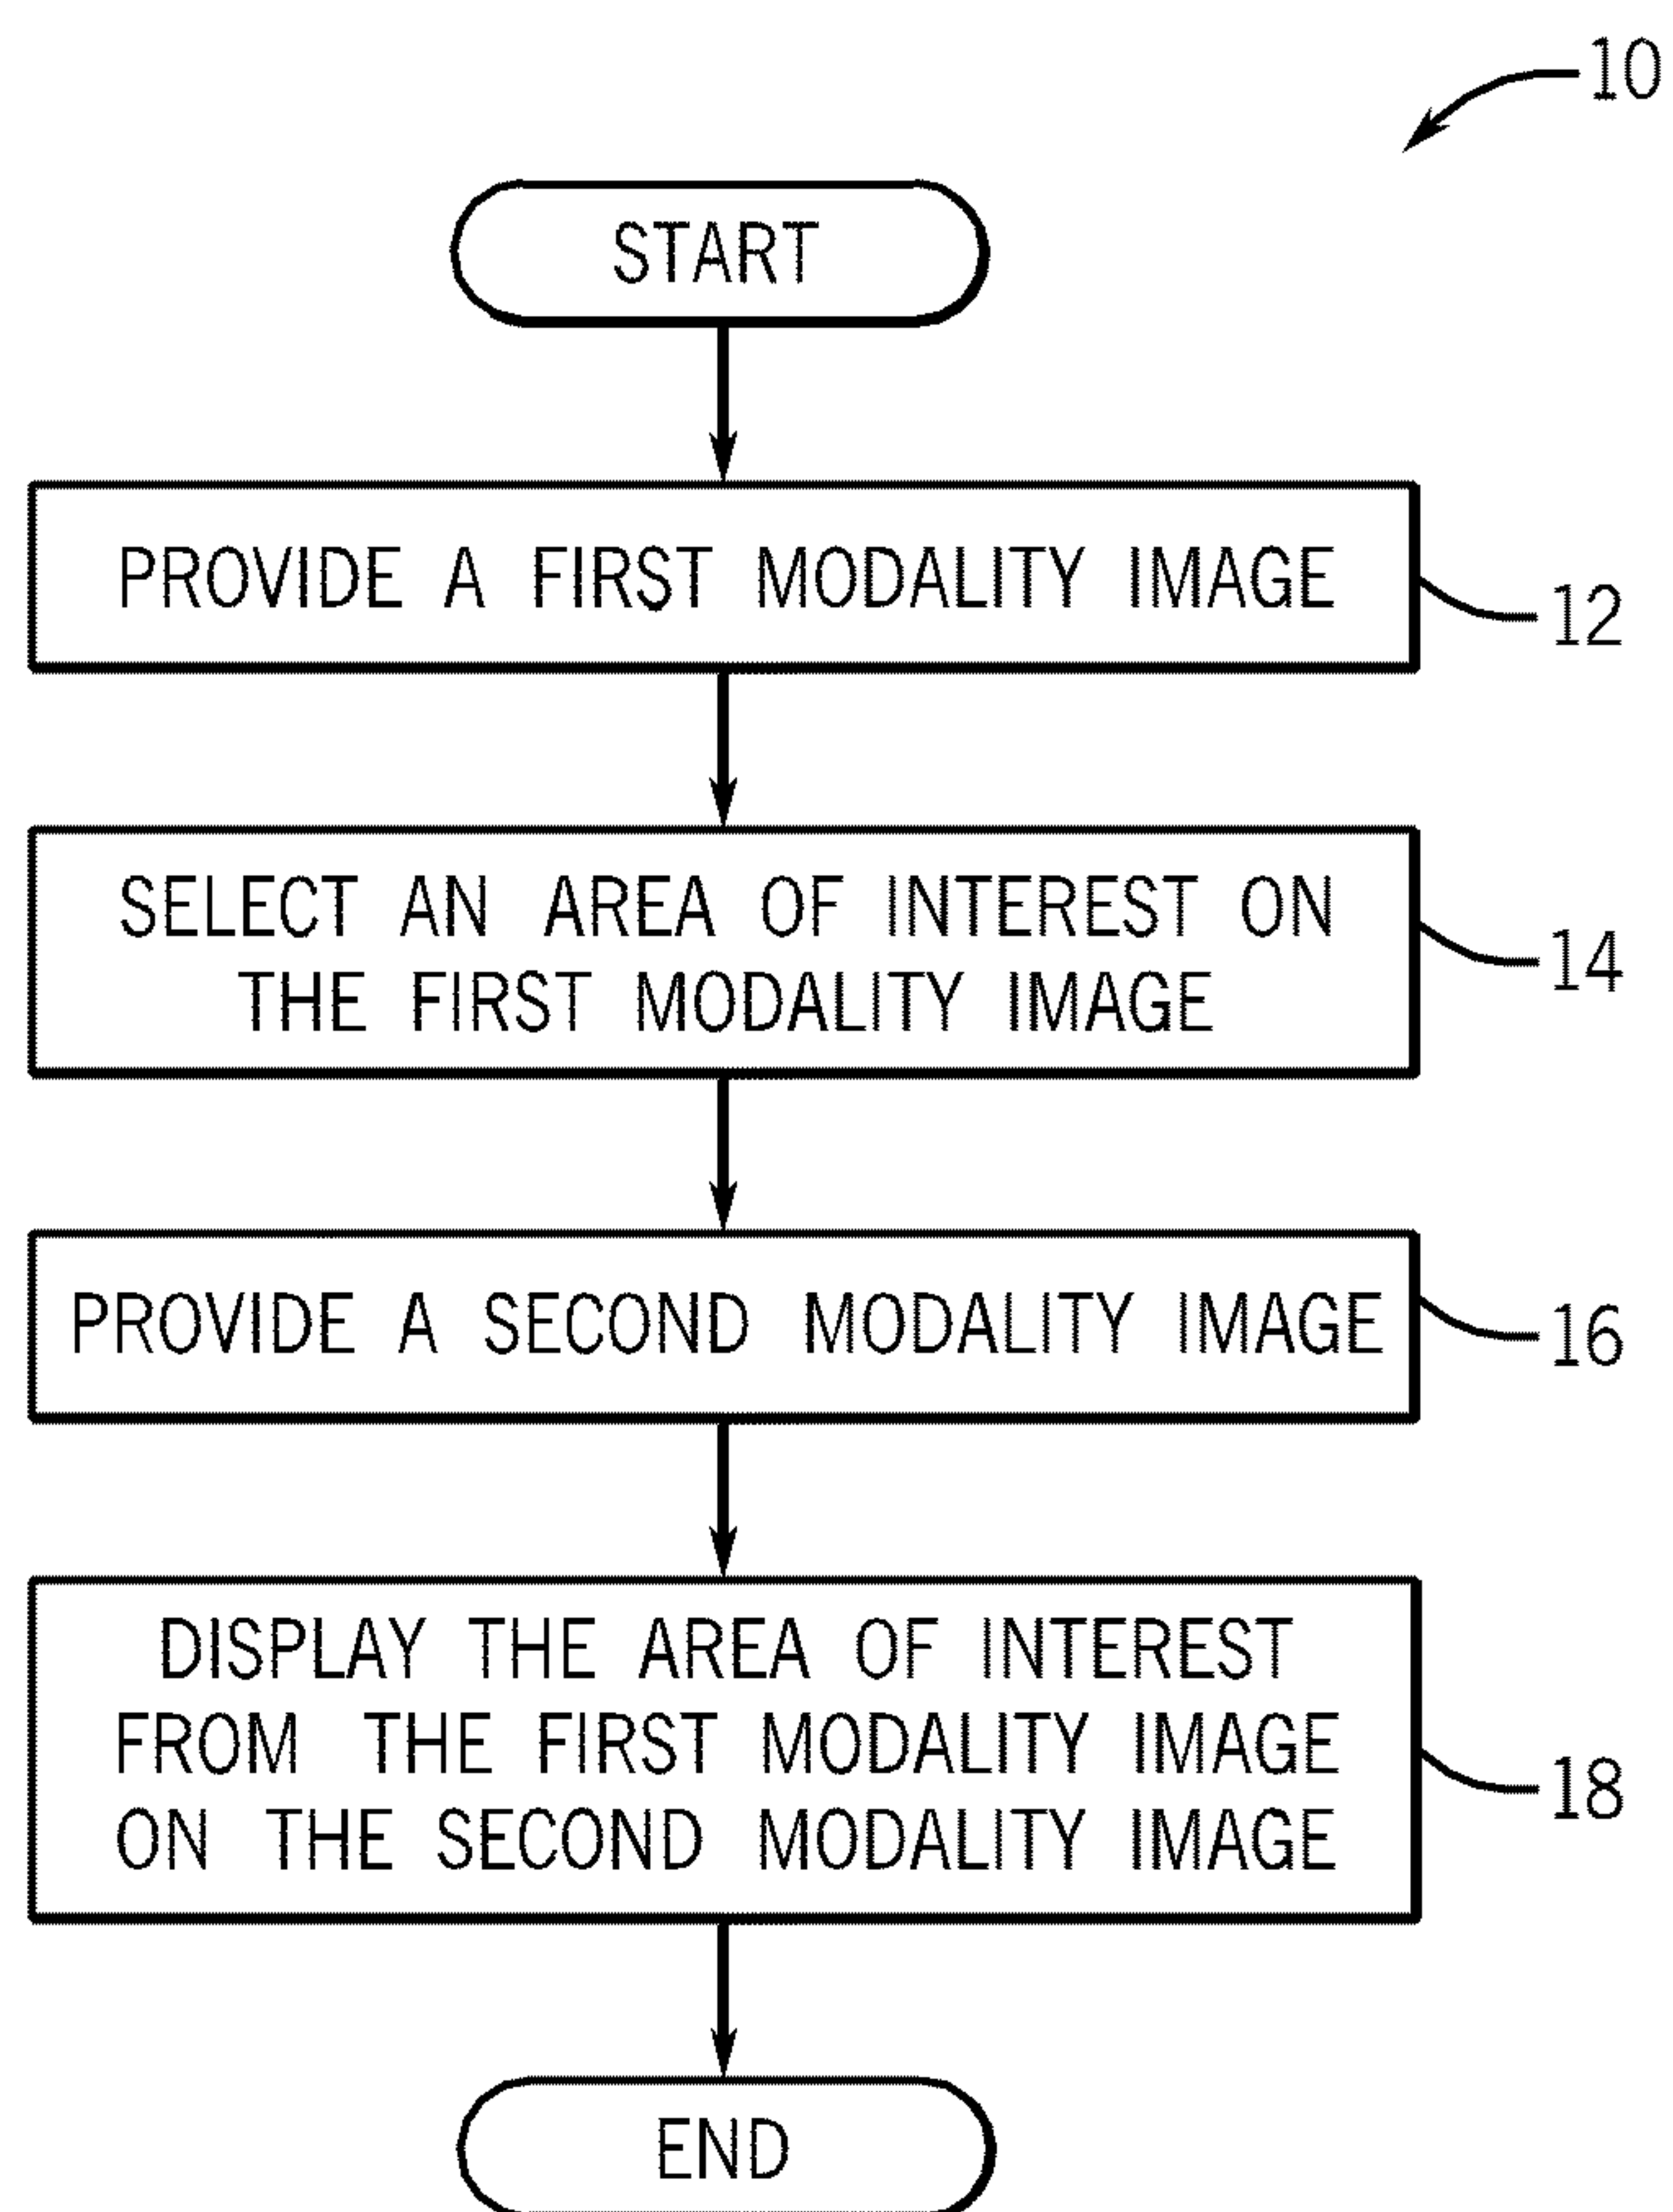 10
START
PROVIDE A FIRST MODALITY IMAGE
12
SELECT AN AREA OF INTEREST ON
THE FIRST MODALITY IMAGE
14
PROVIDE A SECOND MODALITY IMAGE
16
DISPLAY THE AREA OF INTEREST
FROM THE FIRST MODALITY IMAGE
ON THE SECOND MODALITY IMAGE
18
END